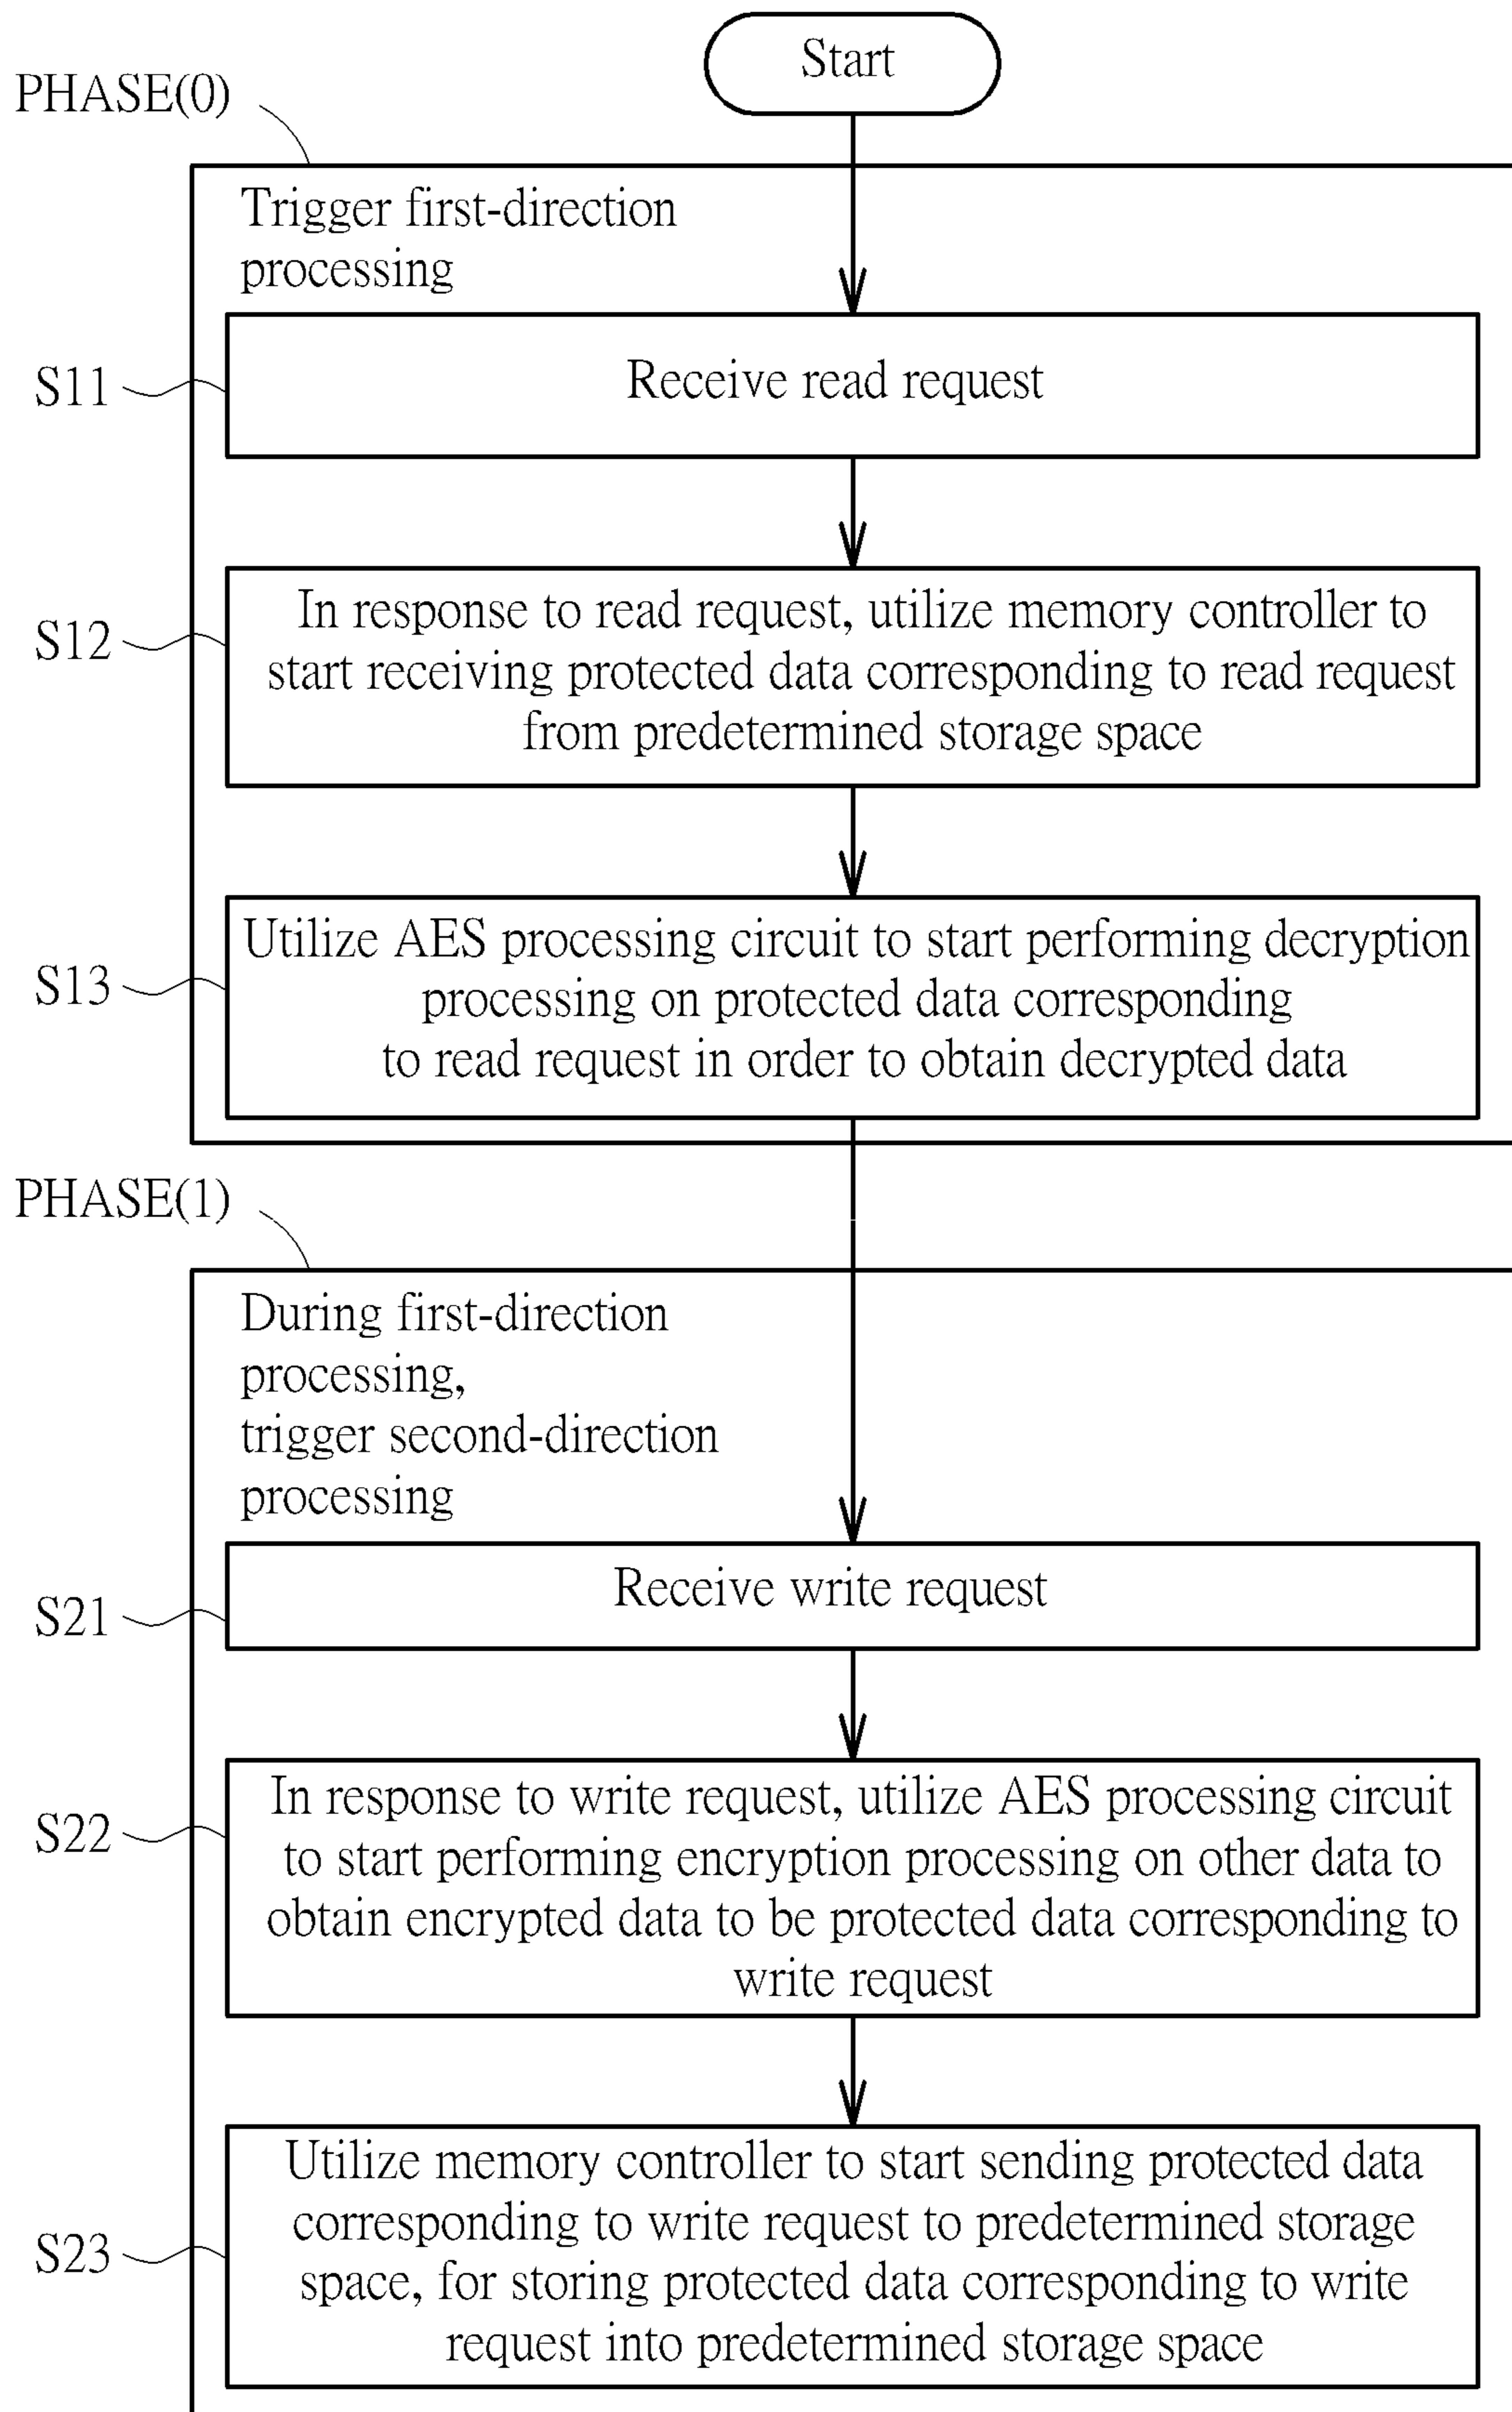 Start
PHASE(0)
Trigger first-direction
processing
S11
Receive read request
S12
In response to read request, utilize memory controller to
start receiving protected data corresponding to read request
from predetermined storage space
S13
Utilize AES processing circuit to start performing decryption
processing on protected data corresponding
to read request in order to obtain decrypted data
PHASE(1)
During first-direction
processing,
trigger second-direction
processing
S21
Receive write request
S22
In response to write request, utilize AES processing circuit
to start performing encryption processing on other data to
obtain encrypted data to be protected data corresponding to
write request
S23
Utilize memory controller to start sending protected data
corresponding to write request to predetermined storage
space, for storing protected data corresponding to write
request into predetermined storage space